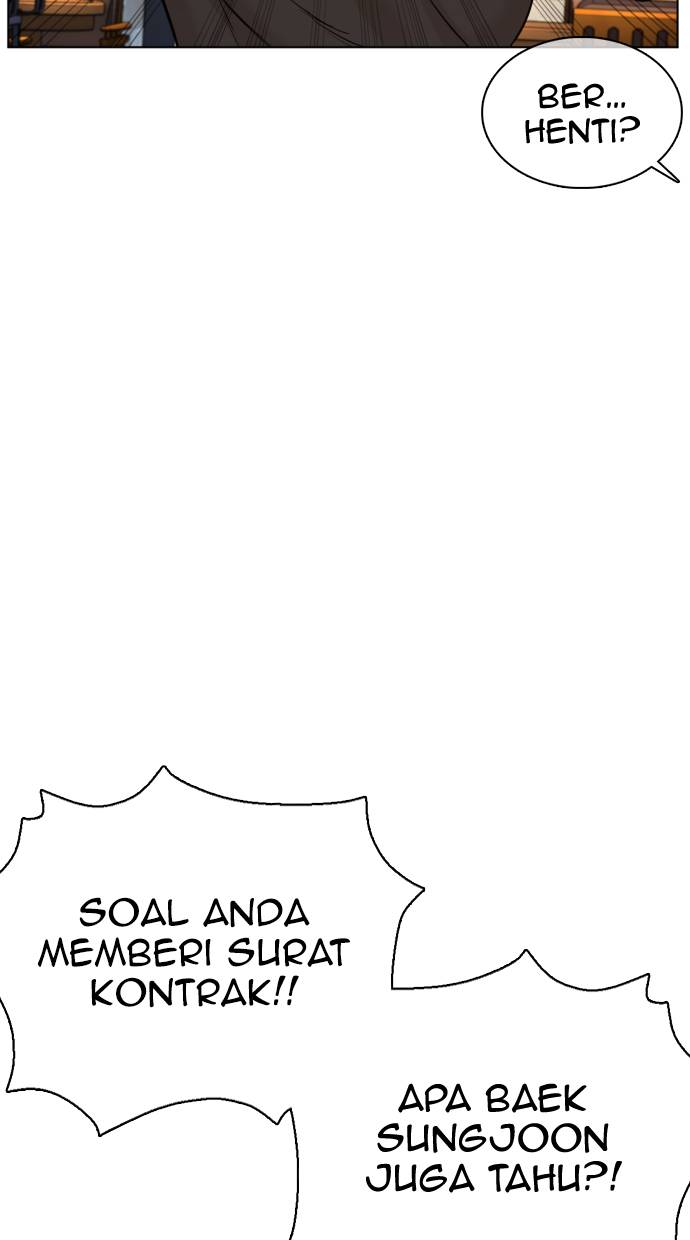 BER...
HENTI?
SOAL ANDA
MEMBERI SURAT
KONTRAK!!
APA BAEK
SUNGJOON
JUGA TAHU?!